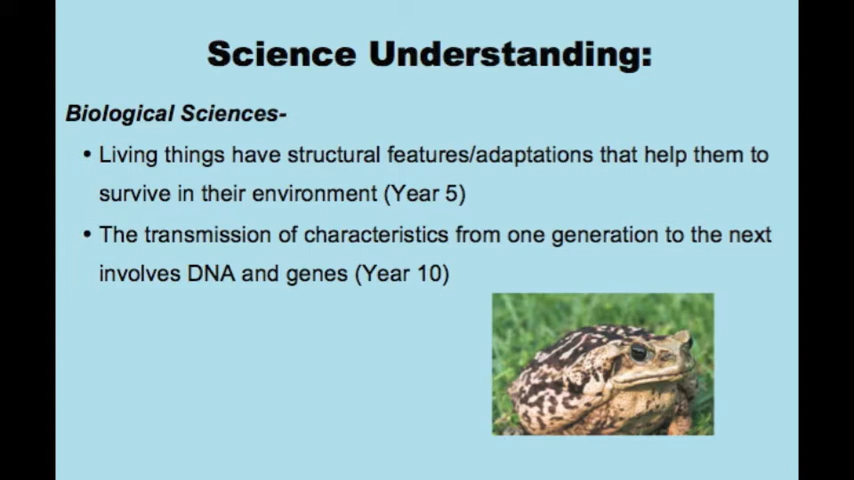 Science Understanding:
Biological Sciences-
• Living things have structural features/adaptations that help them to
survive in their environment (Year 5)
• The transmission of characteristics from one generation to the next
involves DNA and genes (Year 10)